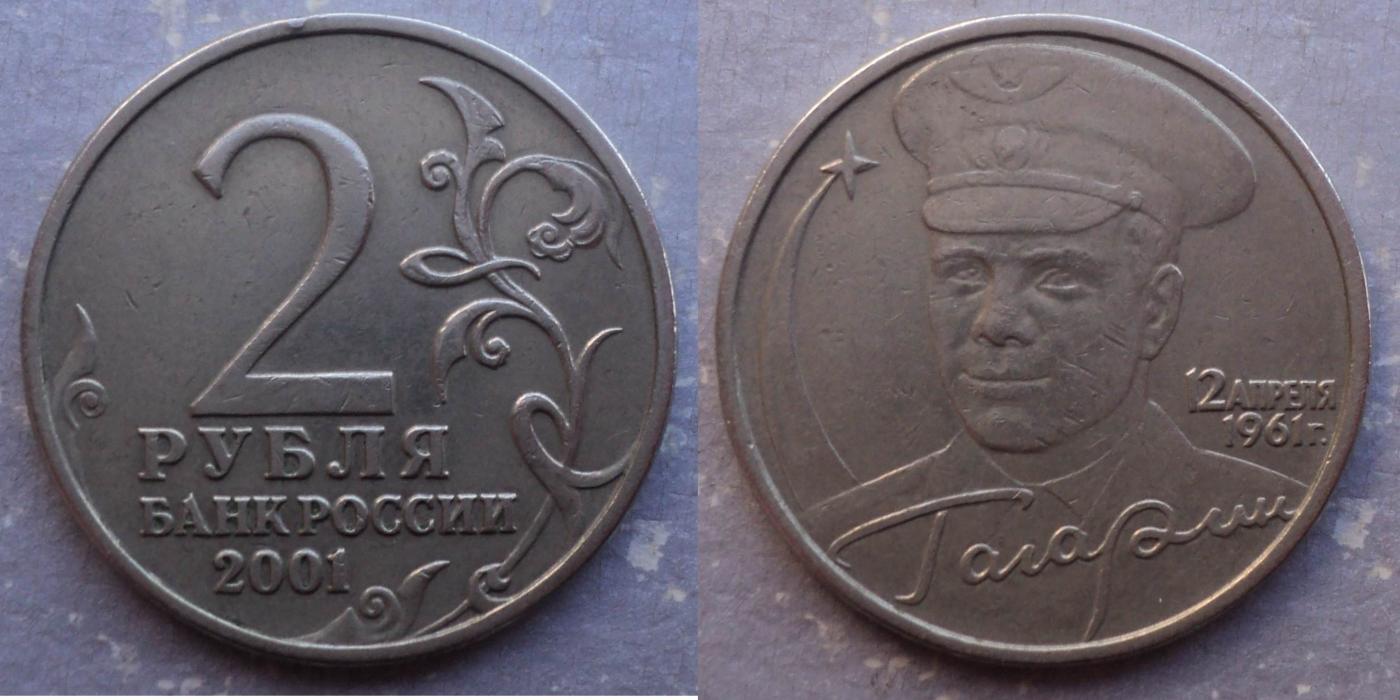 2
РУБЛЯ
БАНК РОССИИ
2001
12 АПРЕЛЯ
1961 г.
Гагарин